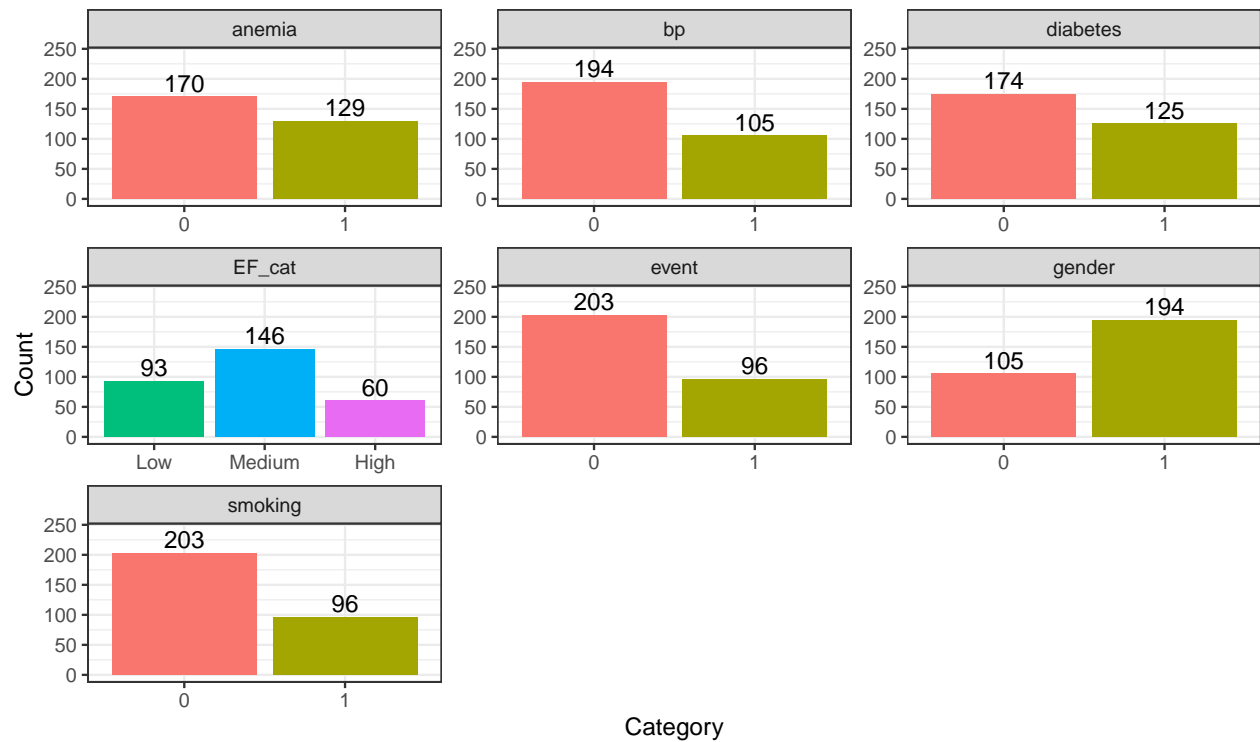 anemia bp diabetes
250 250 250
200 200 200
170 194 174
150 150 150
129 105 125
100 100 100
50 50 50
0 0 0
0 1 0 1 0 1
EF_cat event gender
250 250 250
200 200 200
93 146 60 203 96 105 194
150 150 150
100 100 100
50 50 50
0 0 0
Low Medium High 0 1 0 1
Count
smoking
250
200
203
150
96
100
50
0
0 1
Category